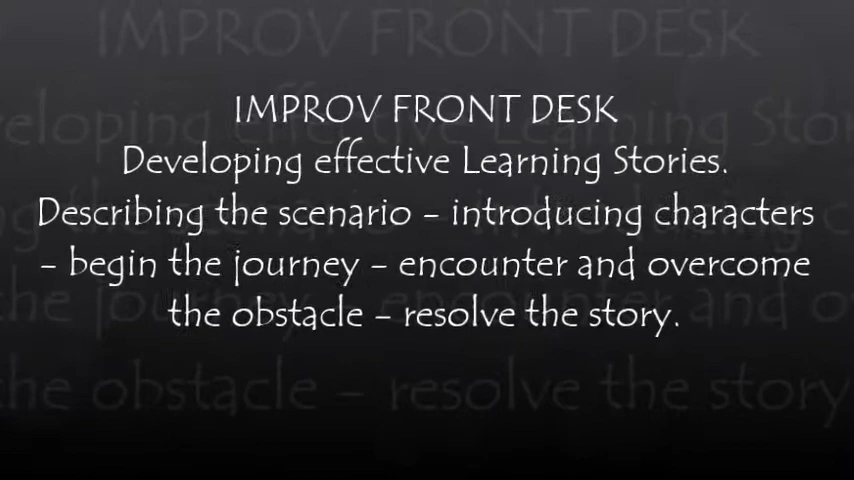 IMPROV FRONT DESK
Developing effective Learning Stories.
Describing the scenario – introducing characters
– begin the journey – encounter and overcome
the obstacle – resolve the story.